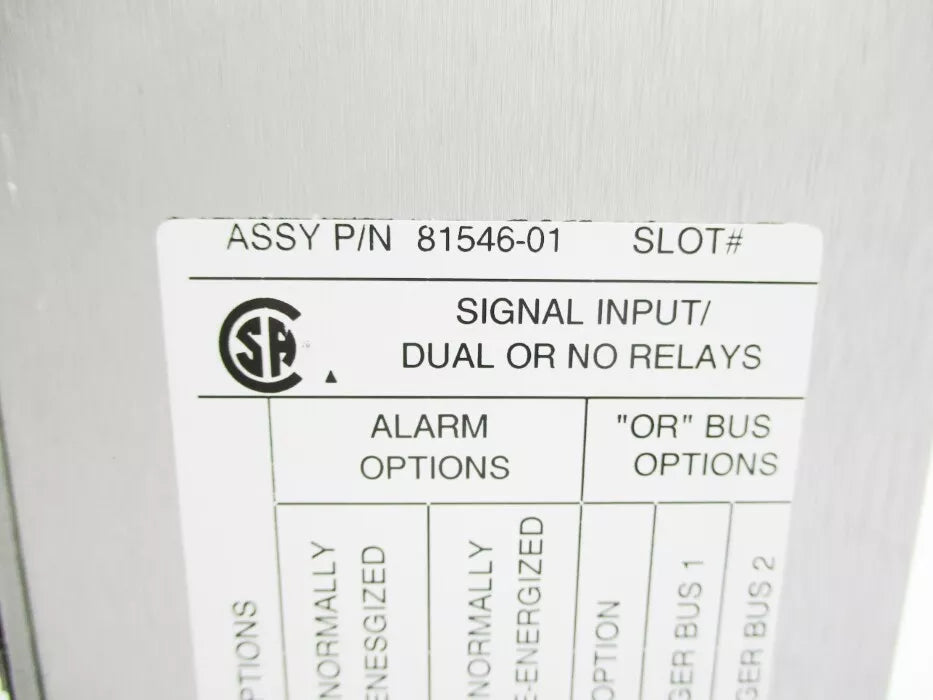 ASSY P/N 81546-01 SLOT#
SIGNAL INPUT/
DUAL OR NO RELAYS
CSA
ALARM
OPTIONS
"OR" BUS
OPTIONS
PTIONS
NORMALLY
ENESGIZED
NORMALLY
E-ENERGIZED
OPTION
GER BUS 1
GER BUS 2